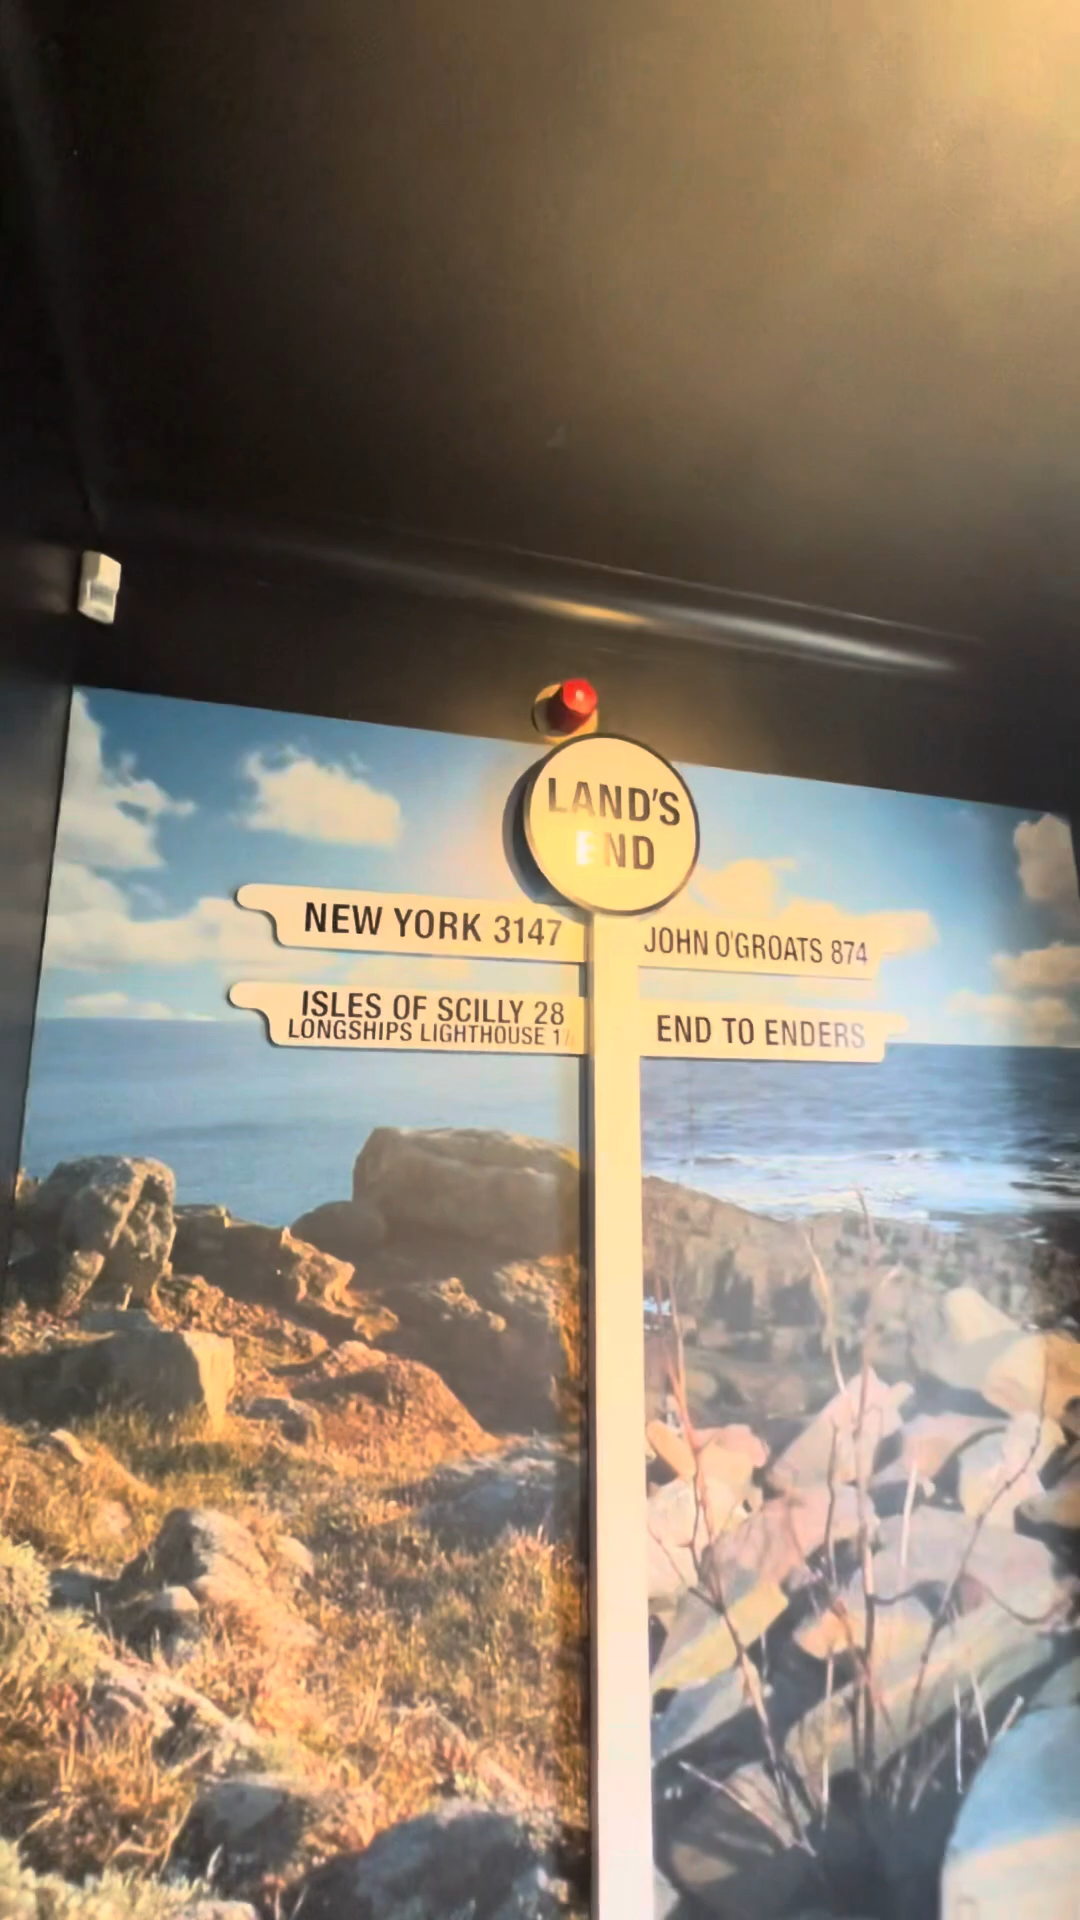 LAND'S
END
NEW YORK 3147
JOHN O'GROATS 874
ISLES OF SCILLY 28
LONGSHIPS LIGHTHOUSE
END TO ENDERS